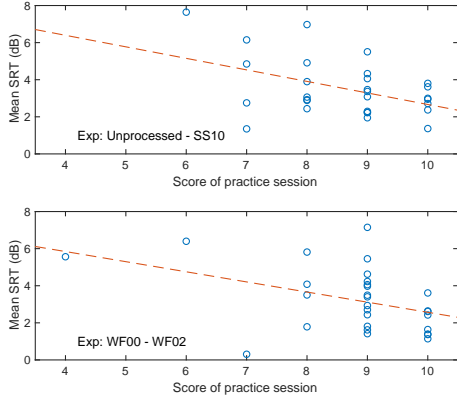 8
6
4
2
0
Mean SRT (dB)
Exp: Unprocessed - SS10
4 5 6 7 8 9 10
Score of practice session
8
6
4
2
0
Mean SRT (dB)
Exp: WF00 - WF02
4 5 6 7 8 9 10
Score of practice session